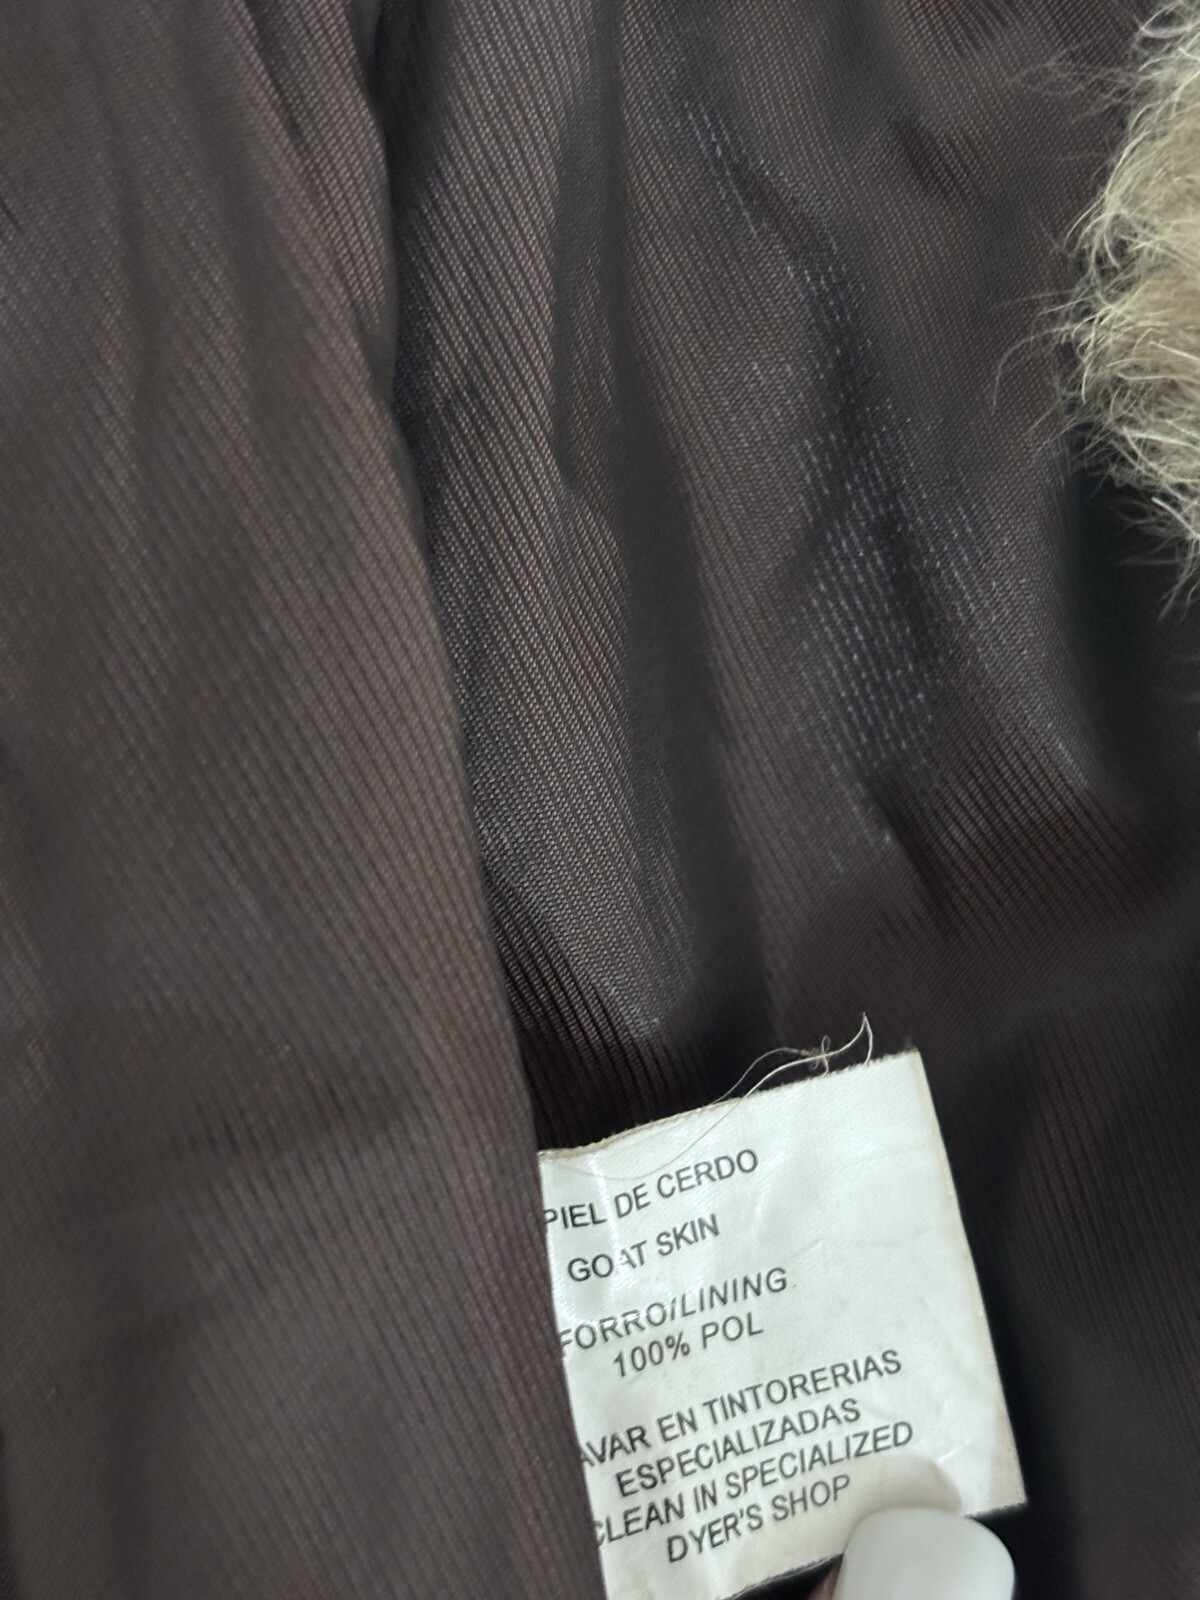 PIEL DE CERDO
GOAT SKIN
FORRO/LINING
100% POL
AVAR EN TINTORERIAS
ESPECIALIZADAS
CLEAN IN SPECIALIZED
DYER'S SHOP